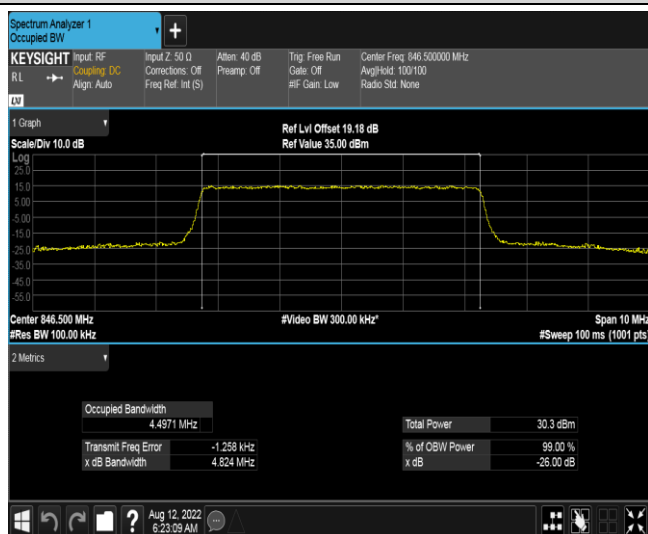 Spectrum Analyzer 1
Occupied BW
+
KEYSIGHT
R L
LXI
Input: RF
Coupling: DC
Align: Auto
Input Z: 50 Ω
Corrections: Off
Freq Ref: Int (S)
Atten: 40 dB
Preamp: Off
Trig: Free Run
Gate: Off
#IF Gain: Low
Center Freq: 846.500000 MHz
Avg|Hold: 100/100
Radio Std: None
1 Graph
Scale/Div 10.0 dB
Ref Lvl Offset 19.18 dB
Ref Value 35.00 dBm
Log
25.0
15.0
5.00
-5.00
-15.0
-25.0
-35.0
-45.0
-55.0
Center 846.500 MHz
#Res BW 100.00 kHz
#Video BW 300.00 kHz*
Span 10 MHz
#Sweep 100 ms (1001 pts)
2 Metrics
Occupied Bandwidth
4.4971 MHz
Transmit Freq Error -1.258 kHz
x dB Bandwidth 4.824 MHz
Total Power 30.3 dBm
% of OBW Power 99.00 %
x dB -26.00 dB
?
Aug 12, 2022
6:23:09 AM